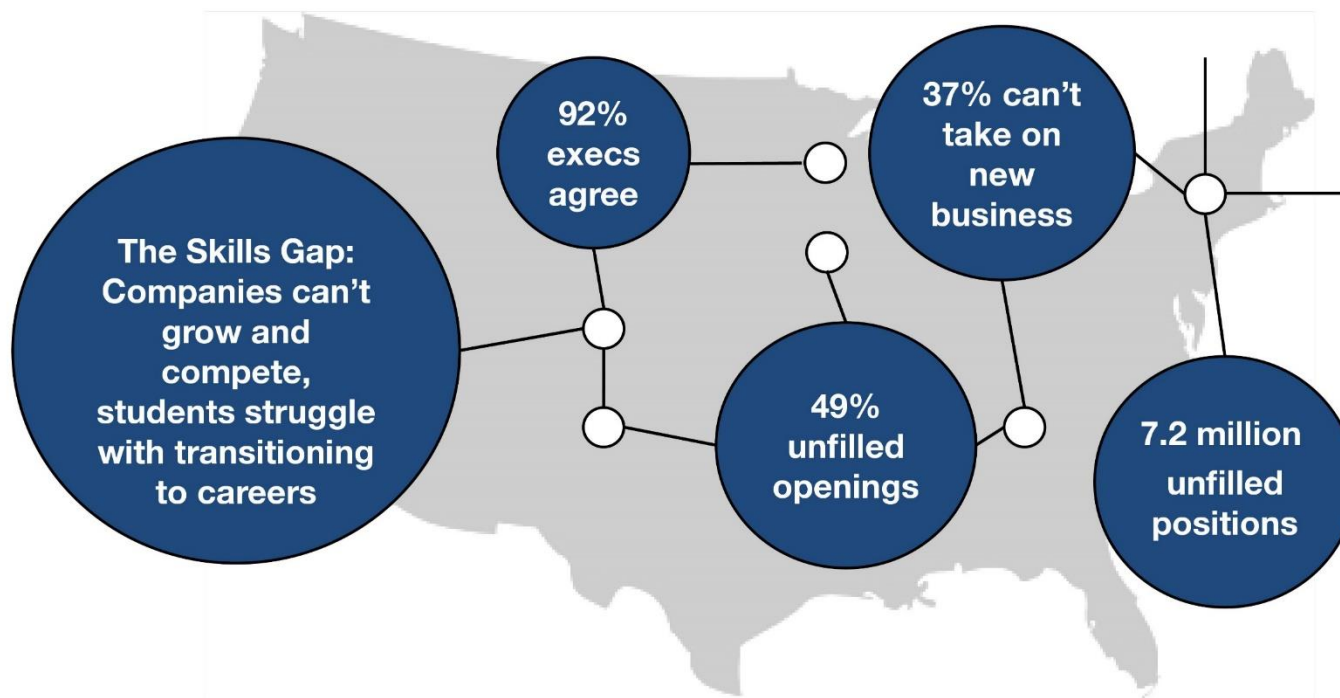 The Skills Gap:
Companies can’t
grow and
compete,
students struggle
with transitioning
to careers
92%
execs
agree
49%
unfilled
openings
37% can’t
take on
new
business
7.2 million
unfilled
positions